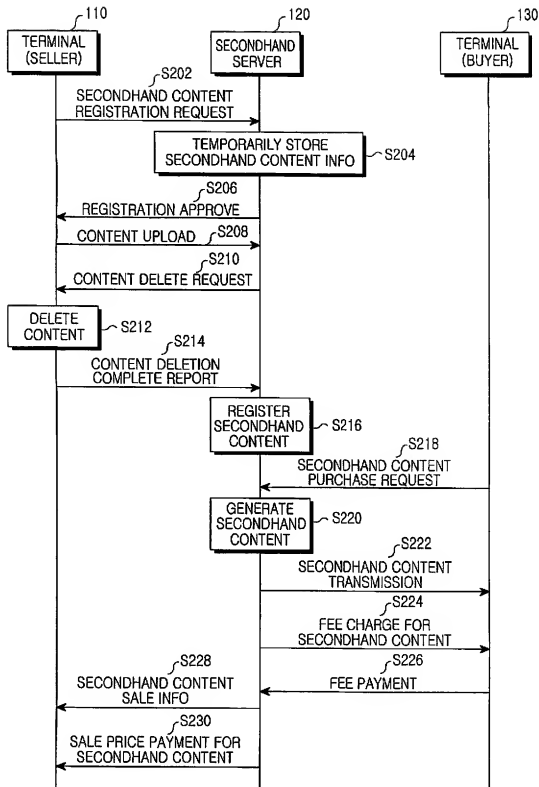 110
TERMINAL
(SELLER)
120
SECONDHAND
SERVER
130
TERMINAL
(BUYER)
S202
SECONDHAND CONTENT
REGISTRATION REQUEST
TEMPORARILY STORE
SECONDHAND CONTENT INFO
S204
S206
REGISTRATION APPROVE
CONTENT UPLOAD
S208
S210
CONTENT DELETE REQUEST
DELETE
CONTENT
S212
S214
CONTENT DELETION
COMPLETE REPORT
REGISTER
SECONDHAND
CONTENT
S216
S218
SECONDHAND CONTENT
PURCHASE REQUEST
GENERATE
SECONDHAND
CONTENT
S220
S222
SECONDHAND CONTENT
TRANSMISSION
S224
FEE CHARGE FOR
SECONDHAND CONTENT
S226
FEE PAYMENT
S228
SECONDHAND CONTENT
SALE INFO
S230
SALE PRICE PAYMENT FOR
SECONDHAND CONTENT